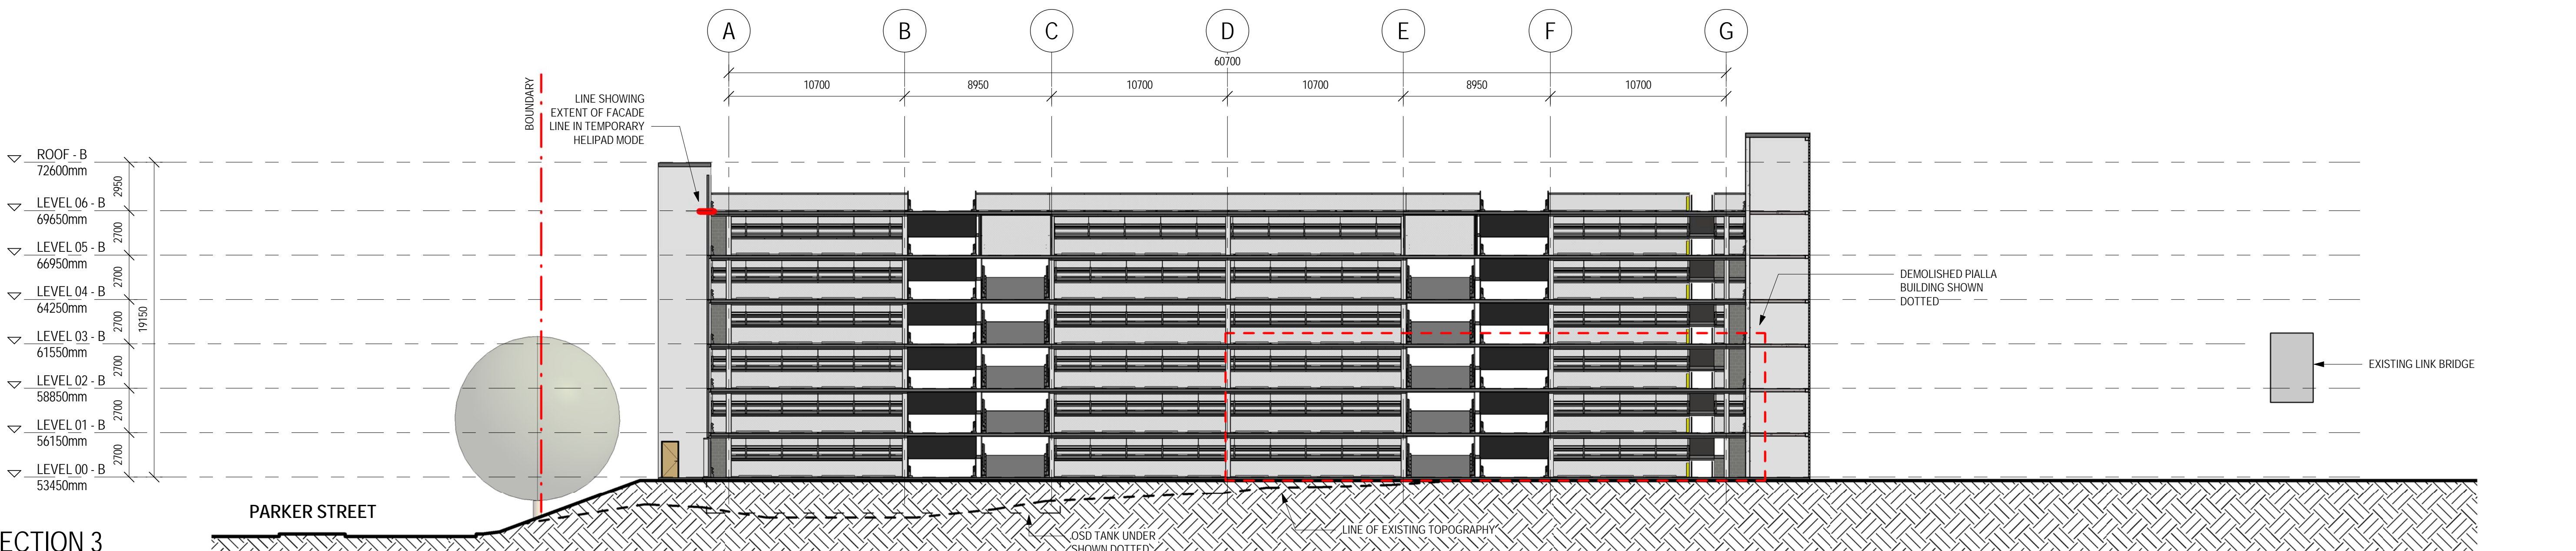 A B C D E F G
60700
10700 8950 10700 10700 8950 10700
BOUNDARY
LINE SHOWING
EXTENT OF FACADE
LINE IN TEMPORARY
HELIPAD MODE
ROOF - B
72600mm
2950
LEVEL 06 - B
69650mm
2700
LEVEL 05 - B
66950mm
2700
LEVEL 04 - B
64250mm
2700
19150
LEVEL 03 - B
61550mm
2700
LEVEL 02 - B
58850mm
2700
LEVEL 01 - B
56150mm
2700
LEVEL 00 - B
53450mm
DEMOLISHED PIALLA
BUILDING SHOWN
DOTTED
EXISTING LINK BRIDGE
PARKER STREET
LINE OF EXISTING TOPOGRAPHY
OSD TANK UNDER
SHOWN DOTTED
ECTION 3